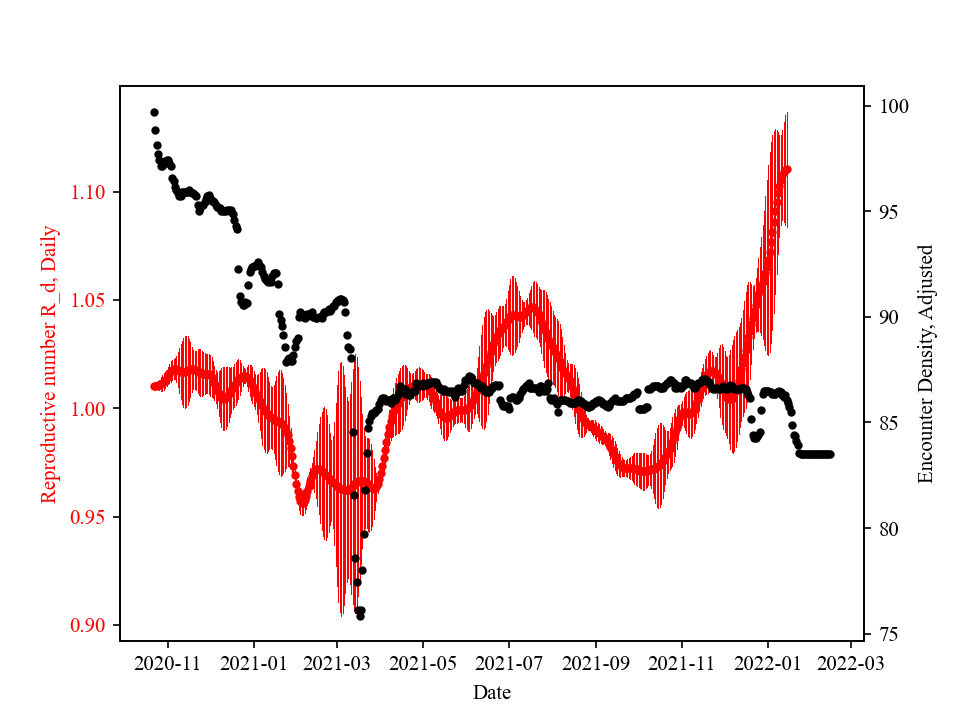 Reproductive number R_d, Daily
1.10
1.05
1.00
0.95
0.90
100
95
90
85
80
75
Encounter Density, Adjusted
2020-11 2021-01 2021-03 2021-05 2021-07 2021-09 2021-11 2022-01 2022-03
Date